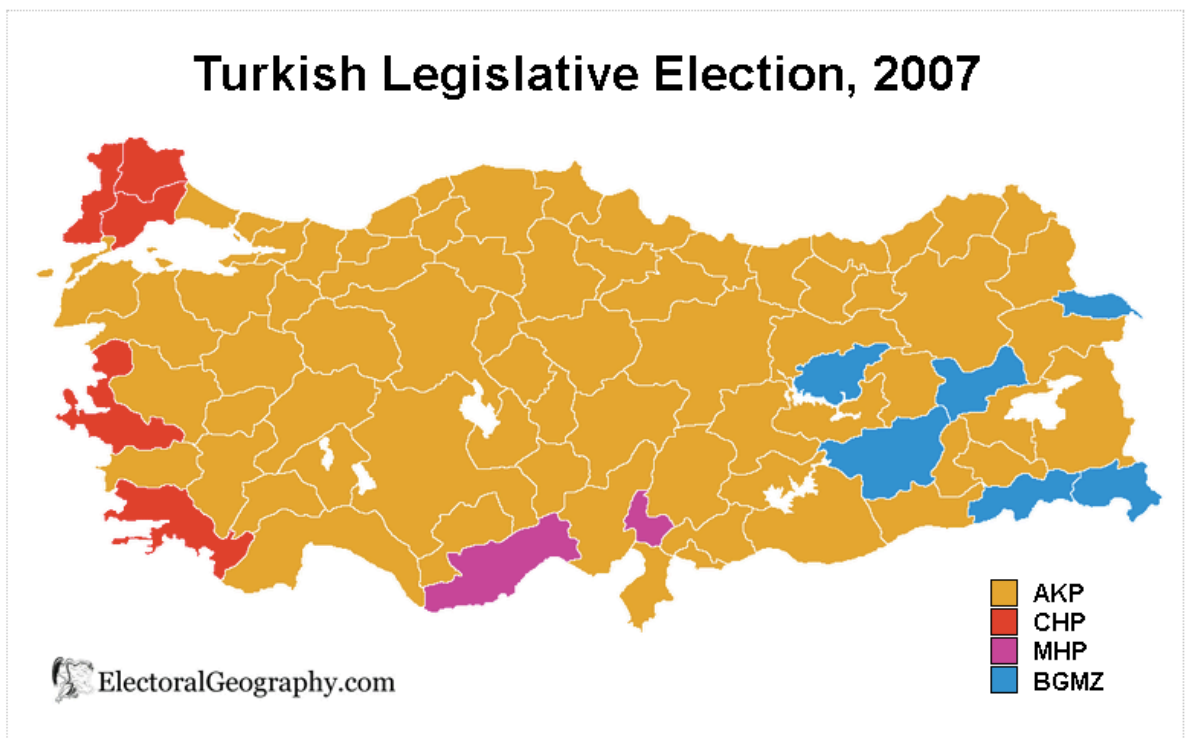 Turkish Legislative Election, 2007
AKP
CHP
MHP
BGMZ
ElectoralGeography.com